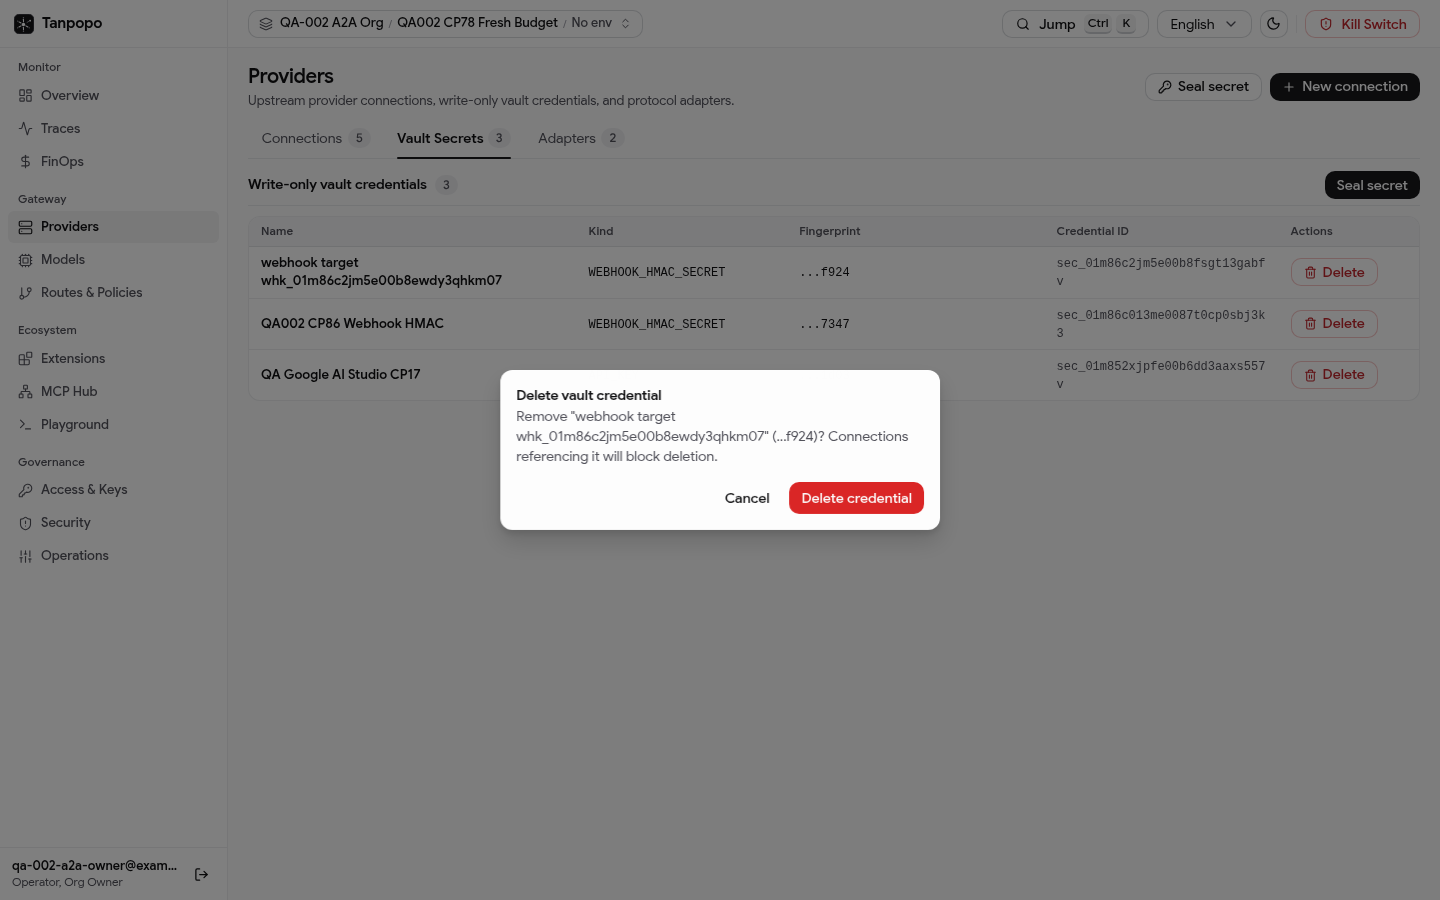 Tanpopo
QA-002 A2A Org / QA002 CP78 Fresh Budget / No env
Jump Ctrl K
English
Kill Switch
Monitor
Overview
Traces
FinOps
Gateway
Providers
Models
Routes & Policies
Ecosystem
Extensions
MCP Hub
Playground
Governance
Access & Keys
Security
Operations
qa-002-a2a-owner@exam...
Operator, Org Owner
Providers
Upstream provider connections, write-only vault credentials, and protocol adapters.
Seal secret
New connection
Connections 5
Vault Secrets 3
Adapters 2
Write-only vault credentials 3
Seal secret
Name Kind Fingerprint Credential ID Actions
webhook target
whk_01m86c2jm5e00b8ewdy3qhkm07
WEBHOOK_HMAC_SECRET
...f924
sec_01m86c2jm5e00b8fsgt13gabf
v
Delete
QA002 CP86 Webhook HMAC
WEBHOOK_HMAC_SECRET
...7347
sec_01m86c013me0087t0cp0sbj3k
3
Delete
QA Google AI Studio CP17
sec_01m852xjpfe00b6dd3aaxs557
v
Delete
Delete vault credential
Remove "webhook target
whk_01m86c2jm5e00b8ewdy3qhkm07" (...f924)? Connections
referencing it will block deletion.
Cancel
Delete credential